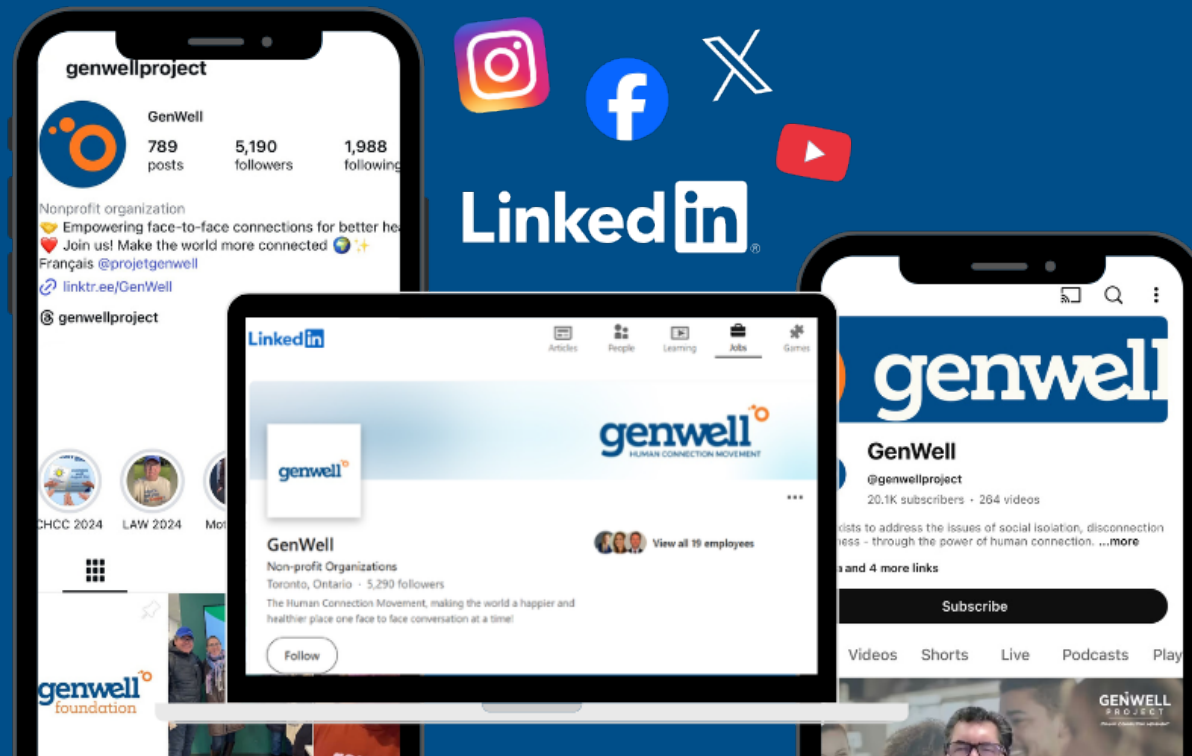 genwellproject
GenWell
789
5,190
1,988
posts
followers
following
Nonprofit organization
Empowering face-to-face connections for better hea
Join us! Make the world more connected
Français @projetgenwell
linktr.ee/GenWell
genwellproject
CHCC 2024
LAW 2024
Mot
genwell
foundation
f
X
Linked in
®
Linked in
Articles
People
Learning
Jobs
Games
genwell
HUMAN CONNECTION MOVEMENT
genwell
GenWell
Non-profit Organizations
Toronto, Ontario · 5,290 followers
The Human Connection Movement, making the world a happier and
healthier place one face to face conversation at a time!
View all 19 employees
Follow
genwell
GenWell
@genwellproject
20.1K subscribers · 264 videos
xists to address the issues of social isolation, disconnection
ness - through the power of human connection. ...more
and 4 more links
Subscribe
Videos
Shorts
Live
Podcasts
Play
GENWELL
PROJECT